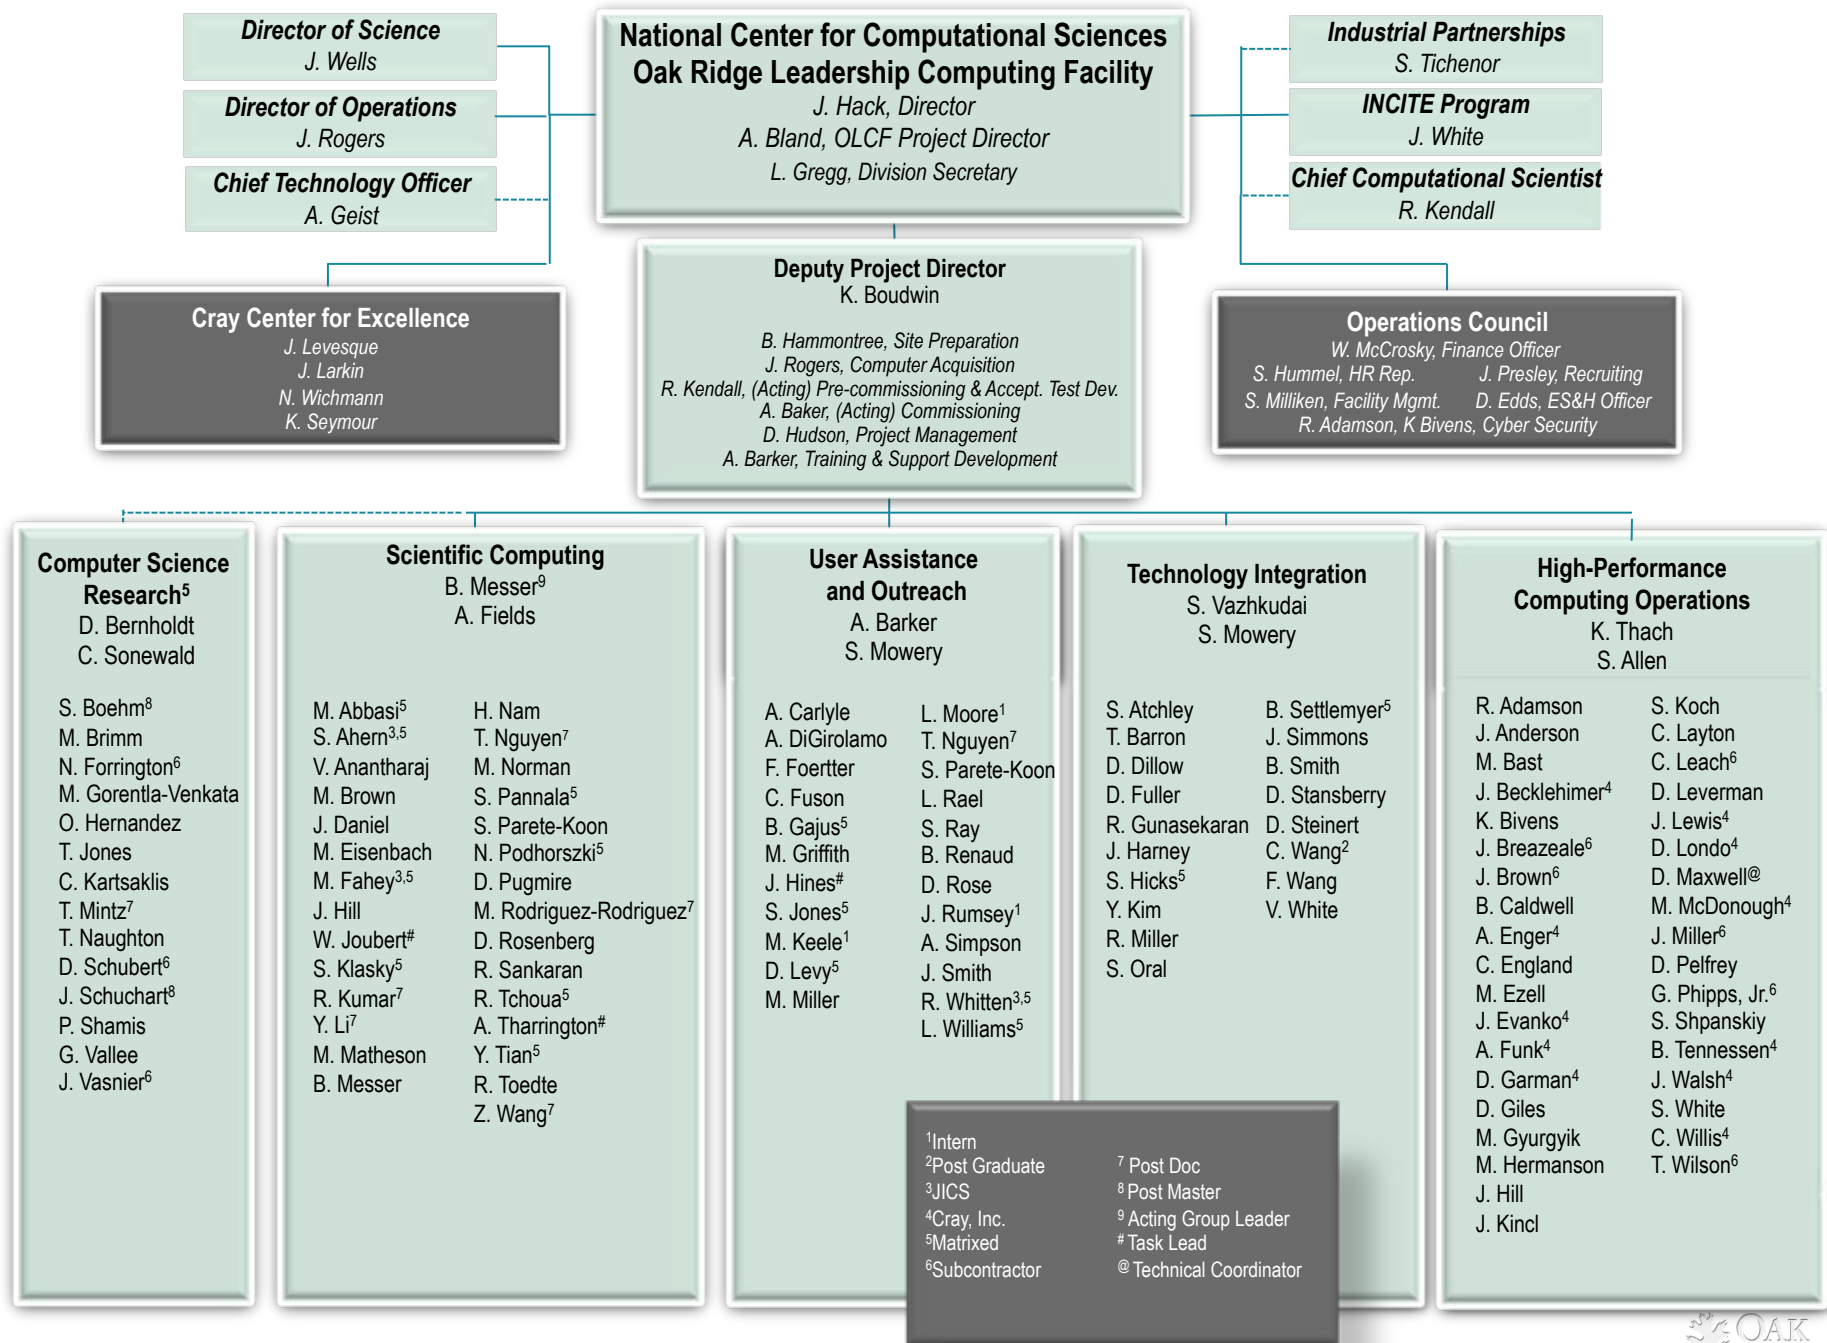 Director of Science
J. Wells
Director of Operations
J. Rogers
Chief Technology Officer
A. Geist
National Center for Computational Sciences
Oak Ridge Leadership Computing Facility
J. Hack, Director
A. Bland, OLCF Project Director
L. Gregg, Division Secretary
Industrial Partnerships
S. Tichenor
INCITE Program
J. White
Chief Computational Scientist
R. Kendall
Cray Center for Excellence
J. Levesque
J. Larkin
N. Wichmann
K. Seymour
Deputy Project Director
K. Boudwin
B. Hammontree, Site Preparation
J. Rogers, Computer Acquisition
R. Kendall, (Acting) Pre-commissioning & Accept. Test Dev.
A. Baker, (Acting) Commissioning
D. Hudson, Project Management
A. Barker, Training & Support Development
Operations Council
W. McCrosky, Finance Officer
S. Hummel, HR Rep. J. Presley, Recruiting
S. Milliken, Facility Mgmt. D. Edds, ES&H Officer
R. Adamson, K Bivens, Cyber Security
Computer Science
Research⁵
D. Bernholdt
C. Sonewald
S. Boehm⁸
M. Brimm
N. Forrington⁶
M. Gorentla-Venkata
O. Hernandez
T. Jones
C. Kartsaklis
T. Mintz⁷
T. Naughton
D. Schubert⁶
J. Schuchart⁸
P. Shamis
G. Vallee
J. Vasnier⁶
Scientific Computing
B. Messer⁹
A. Fields
M. Abbasi⁵
S. Ahern³,⁵
V. Anantharaj
M. Brown
J. Daniel
M. Eisenbach
M. Fahey³,⁵
J. Hill
W. Joubert#
S. Klasky⁵
R. Kumar⁷
Y. Li⁷
M. Matheson
B. Messer
H. Nam
T. Nguyen⁷
M. Norman
S. Pannala⁵
S. Parete-Koon
N. Podhorszki⁵
D. Pugmire
M. Rodriguez-Rodriguez⁷
D. Rosenberg
R. Sankaran
R. Tchoua⁵
A. Tharrington#
Y. Tian⁵
R. Toedte
Z. Wang⁷
User Assistance
and Outreach
A. Barker
S. Mowery
A. Carlyle
A. DiGirolamo
F. Foertter
C. Fuson
B. Gajus⁵
M. Griffith
J. Hines#
S. Jones⁵
M. Keele¹
D. Levy⁵
M. Miller
L. Moore¹
T. Nguyen⁷
S. Parete-Koon
L. Rael
S. Ray
B. Renaud
D. Rose
J. Rumsey¹
A. Simpson
J. Smith
R. Whitten³,⁵
L. Williams⁵
Technology Integration
S. Vazhkudai
S. Mowery
S. Atchley
T. Barron
D. Dillow
D. Fuller
R. Gunasekaran
J. Harney
S. Hicks⁵
Y. Kim
R. Miller
S. Oral
B. Settlemyer⁵
J. Simmons
B. Smith
D. Stansberry
D. Steinert
C. Wang²
F. Wang
V. White
High-Performance
Computing Operations
K. Thach
S. Allen
R. Adamson
J. Anderson
M. Bast
J. Becklehimer⁴
K. Bivens
J. Breazeale⁶
J. Brown⁶
B. Caldwell
A. Enger⁴
C. England
M. Ezell
J. Evanko⁴
A. Funk⁴
D. Garman⁴
D. Giles
M. Gyurgyik
M. Hermanson
J. Hill
J. Kincl
S. Koch
C. Layton
C. Leach⁶
D. Leverman
J. Lewis⁴
D. Londo⁴
D. Maxwell@
M. McDonough⁴
J. Miller⁶
D. Pelfrey
G. Phipps, Jr.⁶
S. Shpanskiy
B. Tennessen⁴
J. Walsh⁴
S. White
C. Willis⁴
T. Wilson⁶
¹Intern
²Post Graduate
³JICS
⁴Cray, Inc.
⁵Matrixed
⁶Subcontractor
⁷ Post Doc
⁸ Post Master
⁹ Acting Group Leader
# Task Lead
@ Technical Coordinator
OAK